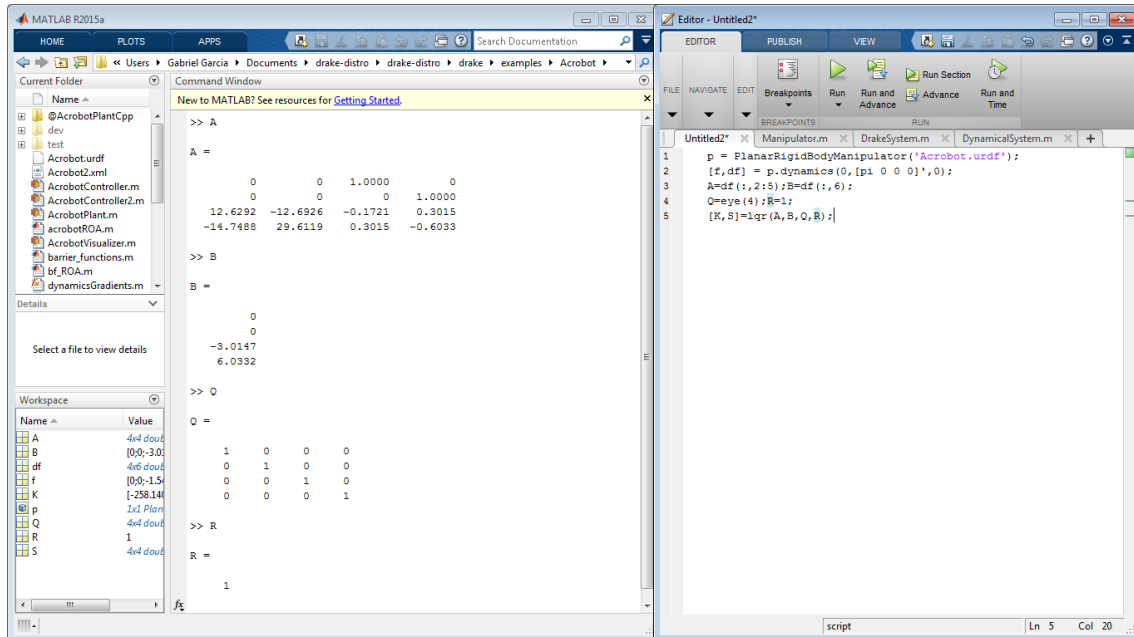 MATLAB R2015a
HOME PLOTS APPS Search Documentation
« Users ▸ Gabriel Garcia ▸ Documents ▸ drake-distro ▸ drake-distro ▸ drake ▸ examples ▸ Acrobot ▸
Current Folder
Name
@AcrobotPlantCpp
dev
test
Acrobot.urdf
Acrobot2.xml
AcrobotController.m
AcrobotController2.m
AcrobotPlant.m
acrobotROA.m
AcrobotVisualizer.m
barrier_functions.m
bf_ROA.m
dynamicsGradients.m
Details
Select a file to view details
Workspace
Name Value
A 4x4 doub
B [0;0;-3.01
df 4x6 doub
f [0;0;-1.54
K [-258.140
p 1x1 Plan
Q 4x4 doub
R 1
S 4x4 doub
Command Window
New to MATLAB? See resources for Getting Started.
>> A
A =
0 0 1.0000 0
0 0 0 1.0000
12.6292 -12.6926 -0.1721 0.3015
-14.7488 29.6119 0.3015 -0.6033
>> B
B =
0
0
-3.0147
6.0332
>> Q
Q =
1 0 0 0
0 1 0 0
0 0 1 0
0 0 0 1
>> R
R =
1
fx
Editor - Untitled2*
EDITOR PUBLISH VIEW
FILE NAVIGATE EDIT Breakpoints Run Run and Advance Run Section Advance Run and Time
BREAKPOINTS RUN
Untitled2* Manipulator.m DrakeSystem.m DynamicalSystem.m
1 p = PlanarRigidBodyManipulator('Acrobot.urdf');
2 [f,df] = p.dynamics(0,[pi 0 0 0]',0);
3 A=df(:,2:5);B=df(:,6);
4 Q=eye(4);R=1;
5 [K,S]=lqr(A,B,Q,R);
script Ln 5 Col 20